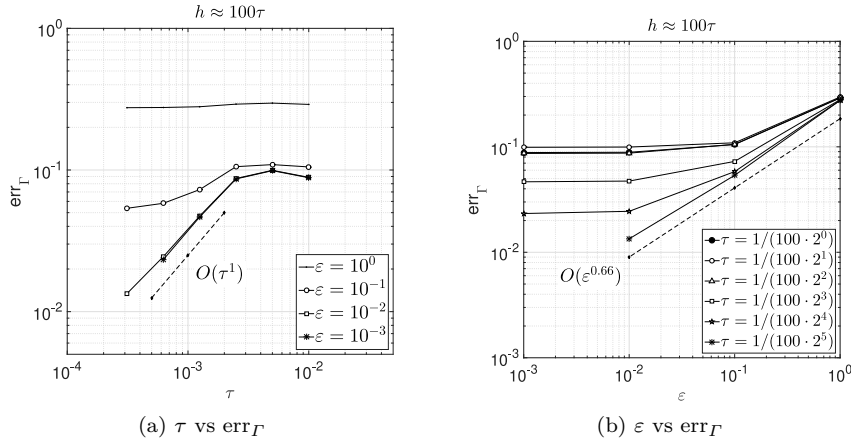 h ≈ 100τ
10^0
10^-1
10^-2
10^-4
10^-3
10^-2
err_Γ
τ
O(τ^1)
ε = 10^0
ε = 10^-1
ε = 10^-2
ε = 10^-3
(a) τ vs err_Γ
h ≈ 100τ
10^0
10^-1
10^-2
10^-3
10^-3
10^-2
10^-1
10^0
err_Γ
ε
O(ε^0.66)
τ = 1/(100 · 2^0)
τ = 1/(100 · 2^1)
τ = 1/(100 · 2^2)
τ = 1/(100 · 2^3)
τ = 1/(100 · 2^4)
τ = 1/(100 · 2^5)
(b) ε vs err_Γ